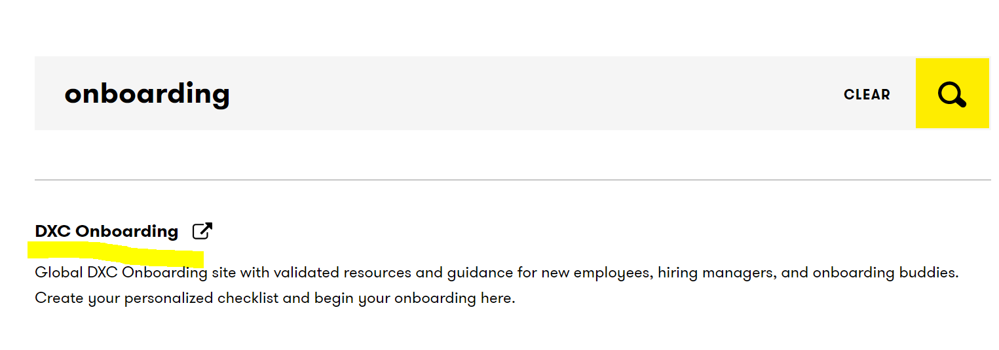 onboarding
CLEAR
DXC Onboarding
Global DXC Onboarding site with validated resources and guidance for new employees, hiring managers, and onboarding buddies.
Create your personalized checklist and begin your onboarding here.